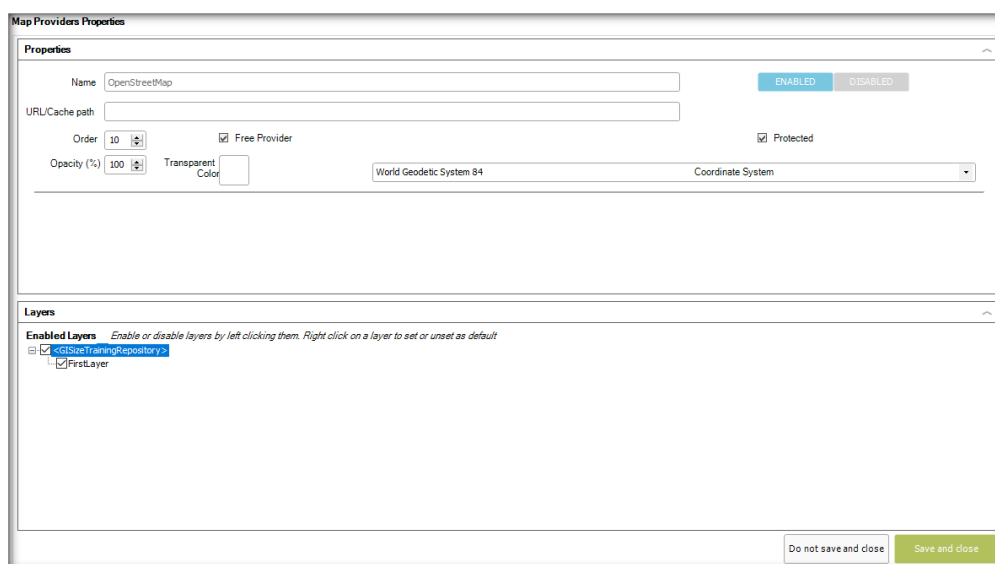 Map Providers Properties
Properties
Name OpenStreetMap ENABLED DISABLED
URL/Cache path
Order 10 Free Provider Protected
Opacity (%) 100 Transparent Color World Geodetic System 84 Coordinate System
Layers
Enabled Layers Enable or disable layers by left clicking them. Right click on a layer to set or unset as default
<GISizeTrainingRepository>
FirstLayer
Do not save and close Save and close